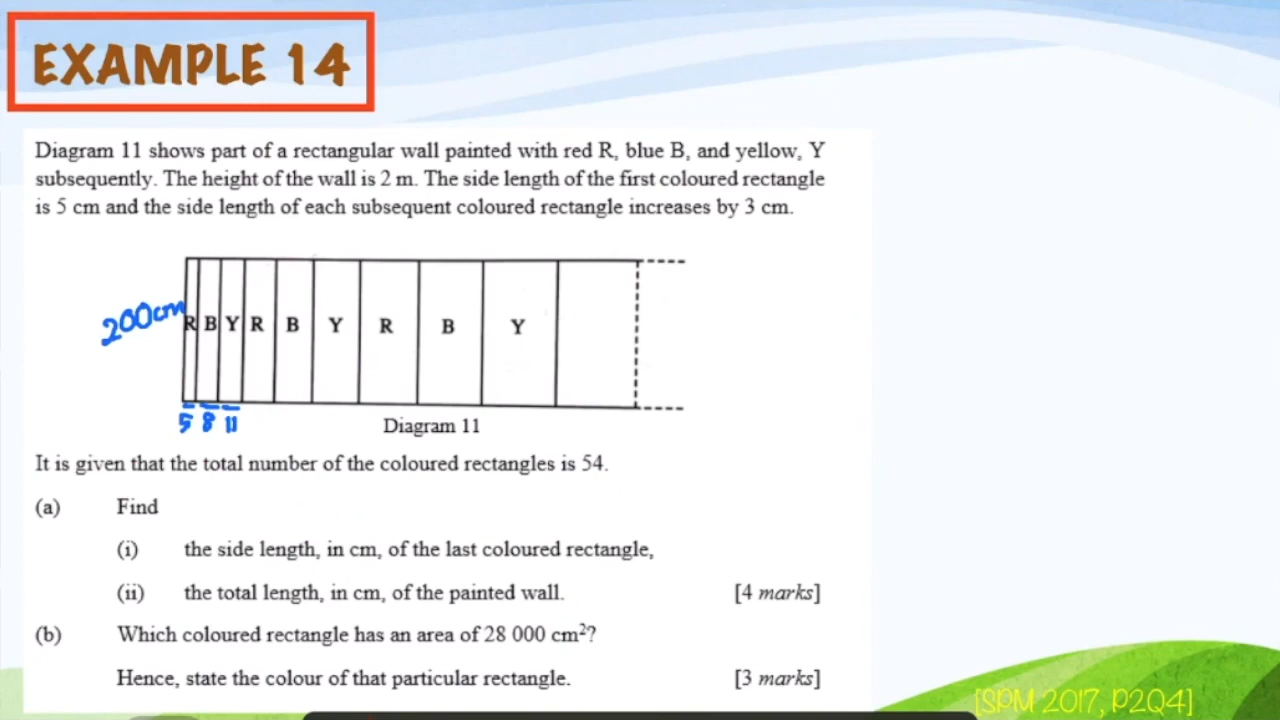 EXAMPLE 14
Diagram 11 shows part of a rectangular wall painted with red R, blue B, and yellow, Y
subsequently. The height of the wall is 2 m. The side length of the first coloured rectangle
is 5 cm and the side length of each subsequent coloured rectangle increases by 3 cm.
200cm
R B Y R B Y R B Y
5 8 11
Diagram 11
It is given that the total number of the coloured rectangles is 54.
(a) Find
(i) the side length, in cm, of the last coloured rectangle,
(ii) the total length, in cm, of the painted wall. [4 marks]
(b) Which coloured rectangle has an area of 28 000 cm²?
Hence, state the colour of that particular rectangle. [3 marks]
[SPM 2017, P2Q4]